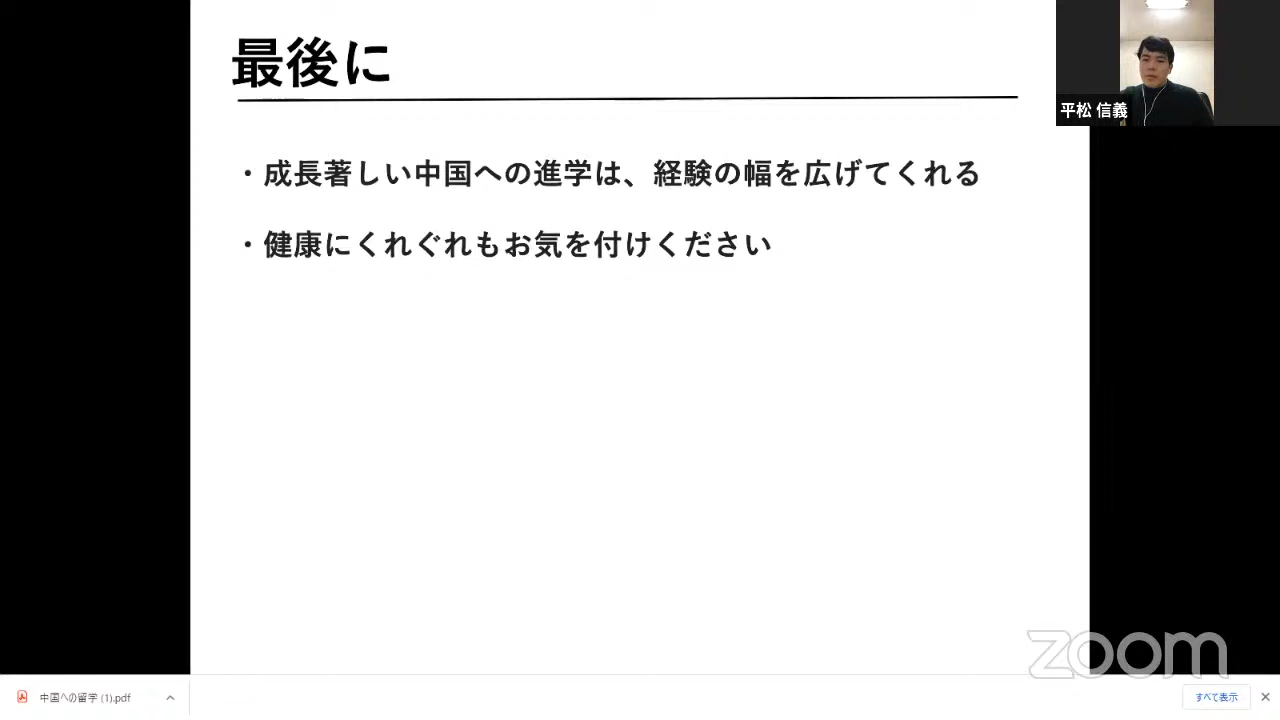 最後に
平松 信義
・成長著しい中国への進学は、経験の幅を広げてくれる
・健康にくれぐれもお気を付けください
zoom
中国への留学 (1).pdf
すべて表示